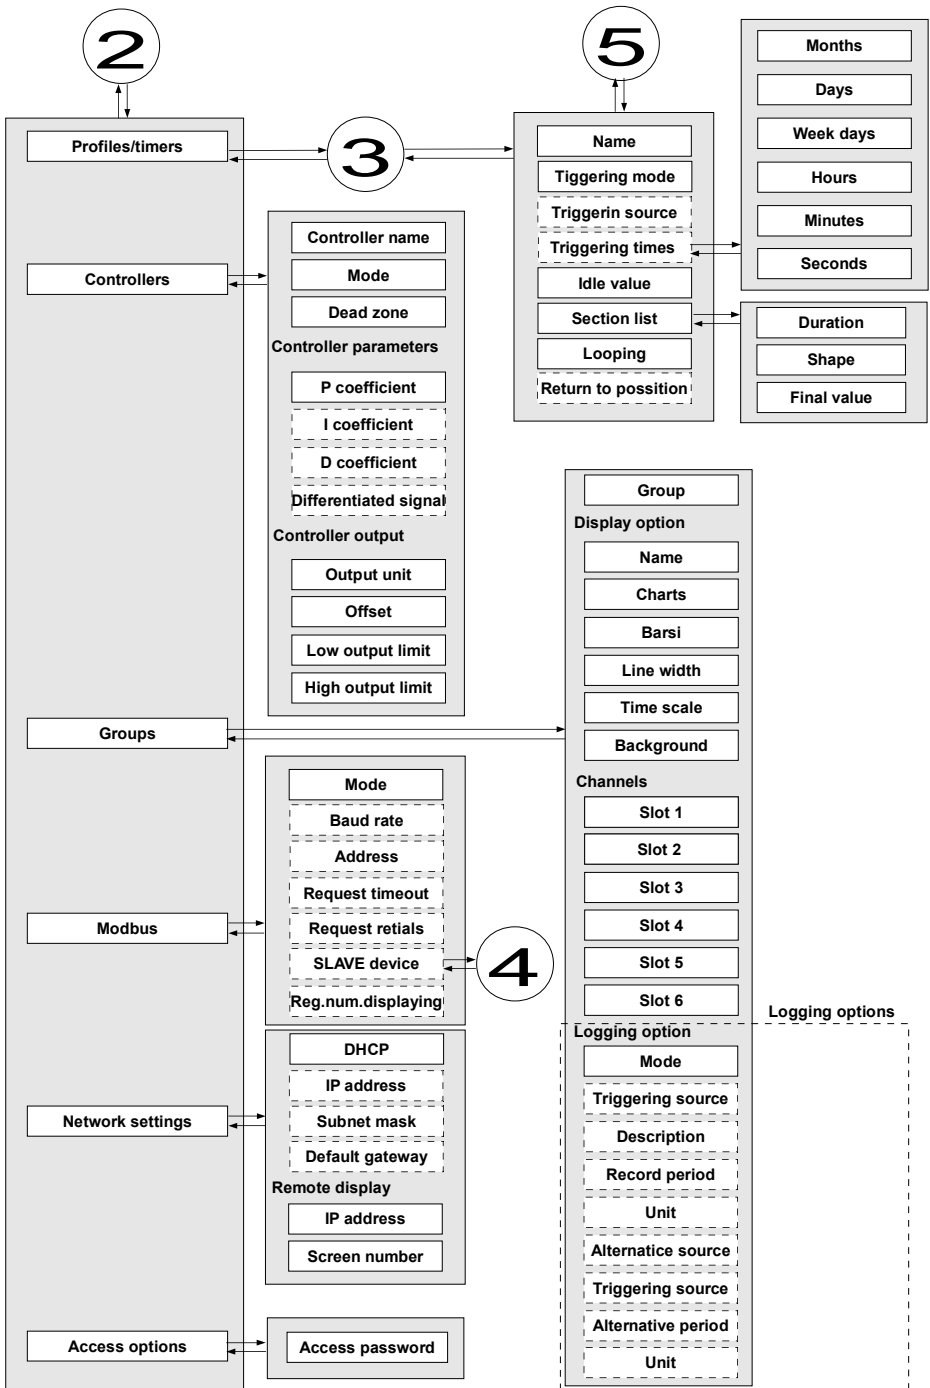 2
Profiles/timers
Controllers
Groups
Modbus
Network settings
Access options
3
Controller name
Mode
Dead zone
Controller parameters
P coefficient
I coefficient
D coefficient
Differentiated signal
Controller output
Output unit
Offset
Low output limit
High output limit
Mode
Baud rate
Address
Request timeout
Request retials
SLAVE device
Reg.num.displaying
4
DHCP
IP address
Subnet mask
Default gateway
Remote display
IP address
Screen number
Access password
5
Name
Tiggering mode
Triggerin source
Triggering times
Idle value
Section list
Looping
Return to possition
Months
Days
Week days
Hours
Minutes
Seconds
Duration
Shape
Final value
Group
Display option
Name
Charts
Barsi
Line width
Time scale
Background
Channels
Slot 1
Slot 2
Slot 3
Slot 4
Slot 5
Slot 6
Logging options
Logging option
Mode
Triggering source
Description
Record period
Unit
Alternatice source
Triggering source
Alternative period
Unit